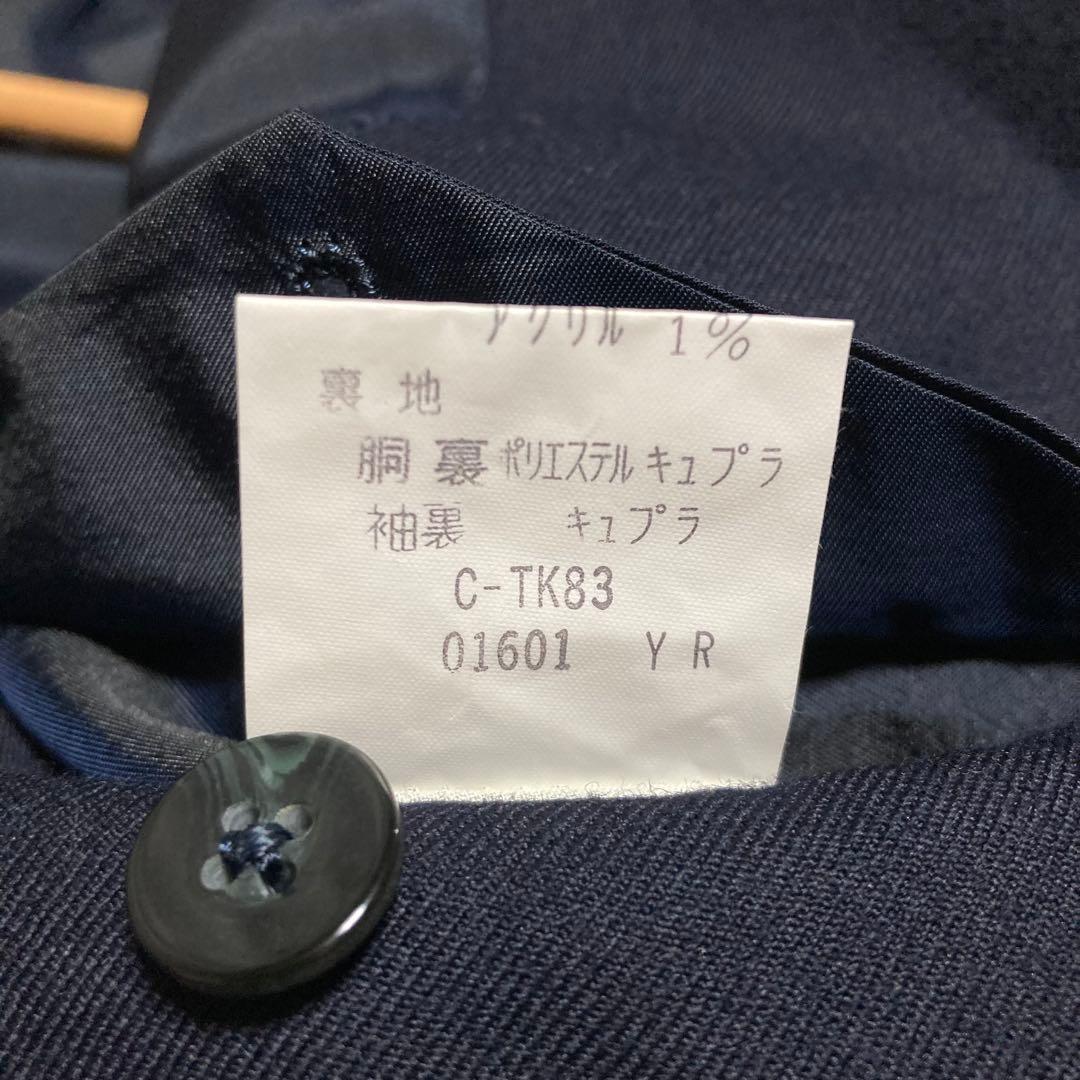 アクリル 1%
裏地
胴裏 ポリエステル キュプラ
袖裏 キュプラ
C-TK83
01601 YR